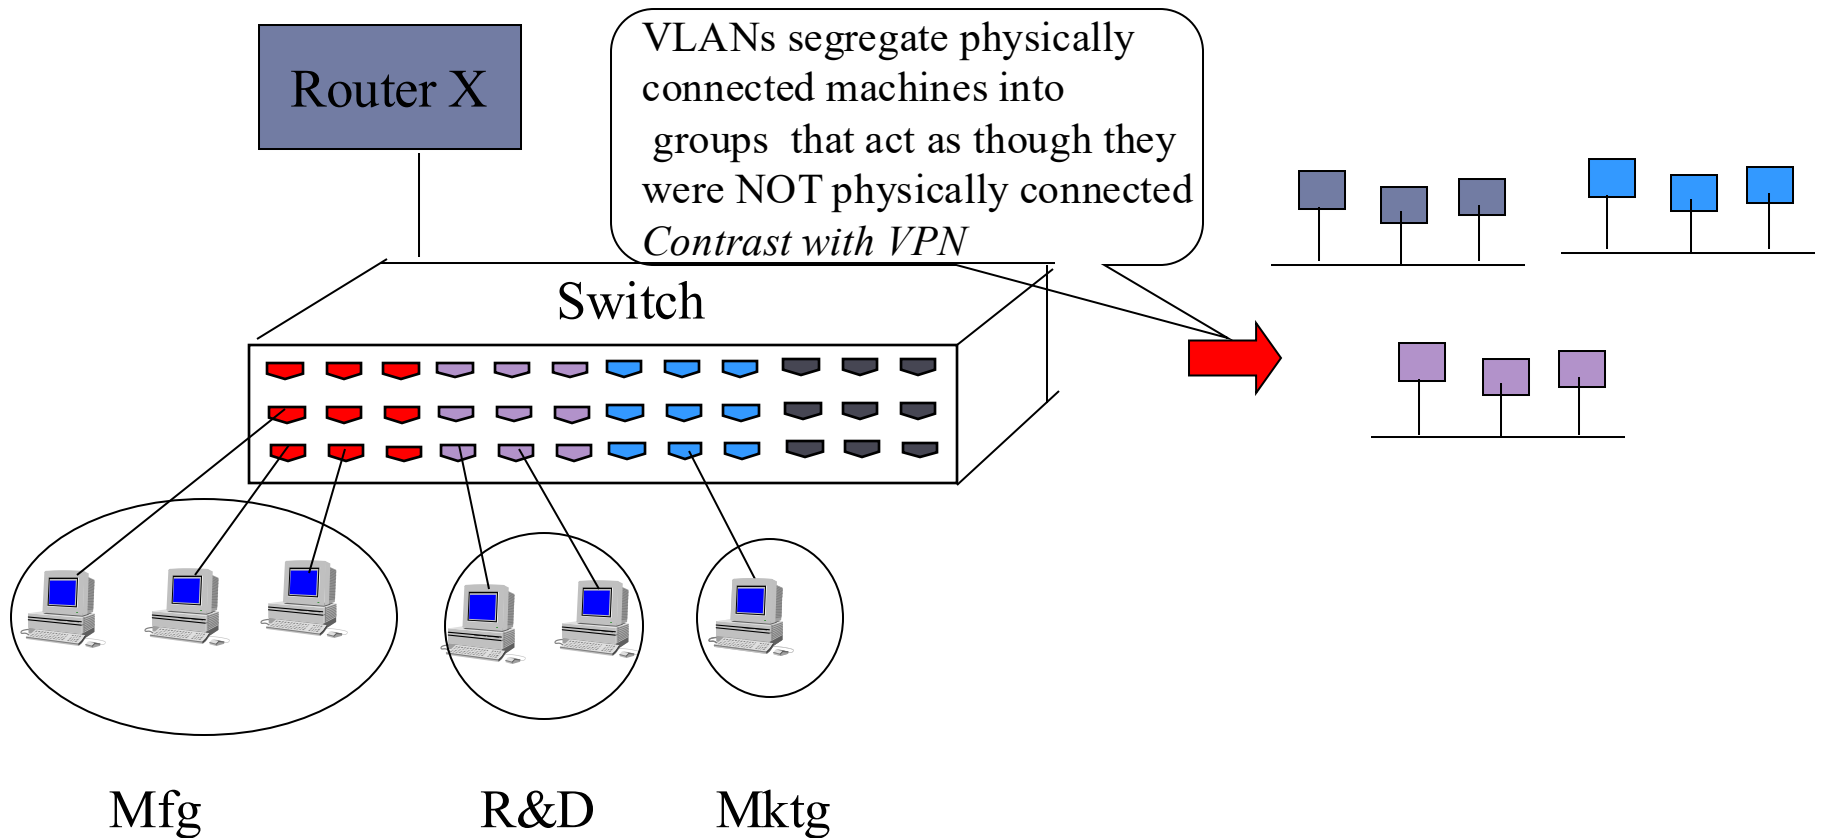 Router X
VLANs segregate physically
connected machines into
groups that act as though they
were NOT physically connected
Contrast with VPN
Switch
Mfg
R&D
Mktg